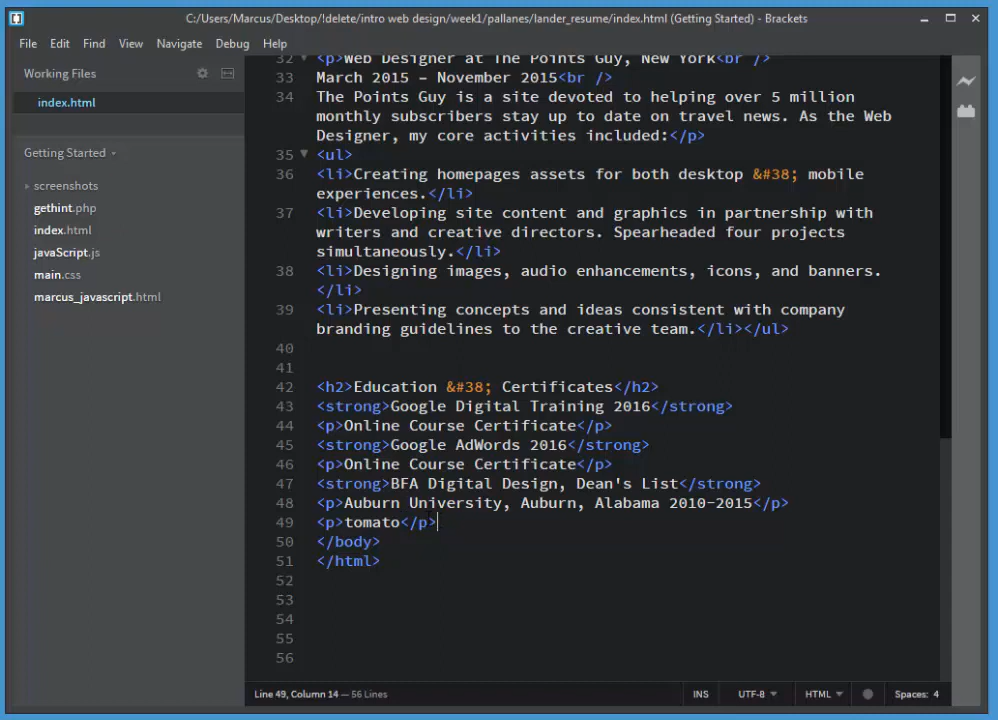 C:/Users/Marcus/Desktop/!delete/intro web design/week1/pallanes/lander_resume/index.html (Getting Started) - Brackets
File Edit Find View Navigate Debug Help
Working Files
index.html
Getting Started
screenshots
gethint.php
index.html
javaScript.js
main.css
marcus_javascript.html
32 <p>Web Designer at The Points Guy, New York<br />
33 March 2015 – November 2015<br />
34 The Points Guy is a site devoted to helping over 5 million
monthly subscribers stay up to date on travel news. As the Web
Designer, my core activities included:</p>
35 <ul>
36 <li>Creating homepages assets for both desktop &#38; mobile
experiences.</li>
37 <li>Developing site content and graphics in partnership with
writers and creative directors. Spearheaded four projects
simultaneously.</li>
38 <li>Designing images, audio enhancements, icons, and banners.
</li>
39 <li>Presenting concepts and ideas consistent with company
branding guidelines to the creative team.</li></ul>
40
41
42 <h2>Education &#38; Certificates</h2>
43 <strong>Google Digital Training 2016</strong>
44 <p>Online Course Certificate</p>
45 <strong>Google AdWords 2016</strong>
46 <p>Online Course Certificate</p>
47 <strong>BFA Digital Design, Dean's List</strong>
48 <p>Auburn University, Auburn, Alabama 2010-2015</p>
49 <p>tomato</p>
50 </body>
51 </html>
52
53
54
55
56
Line 49, Column 14 — 56 Lines INS UTF-8 HTML Spaces: 4